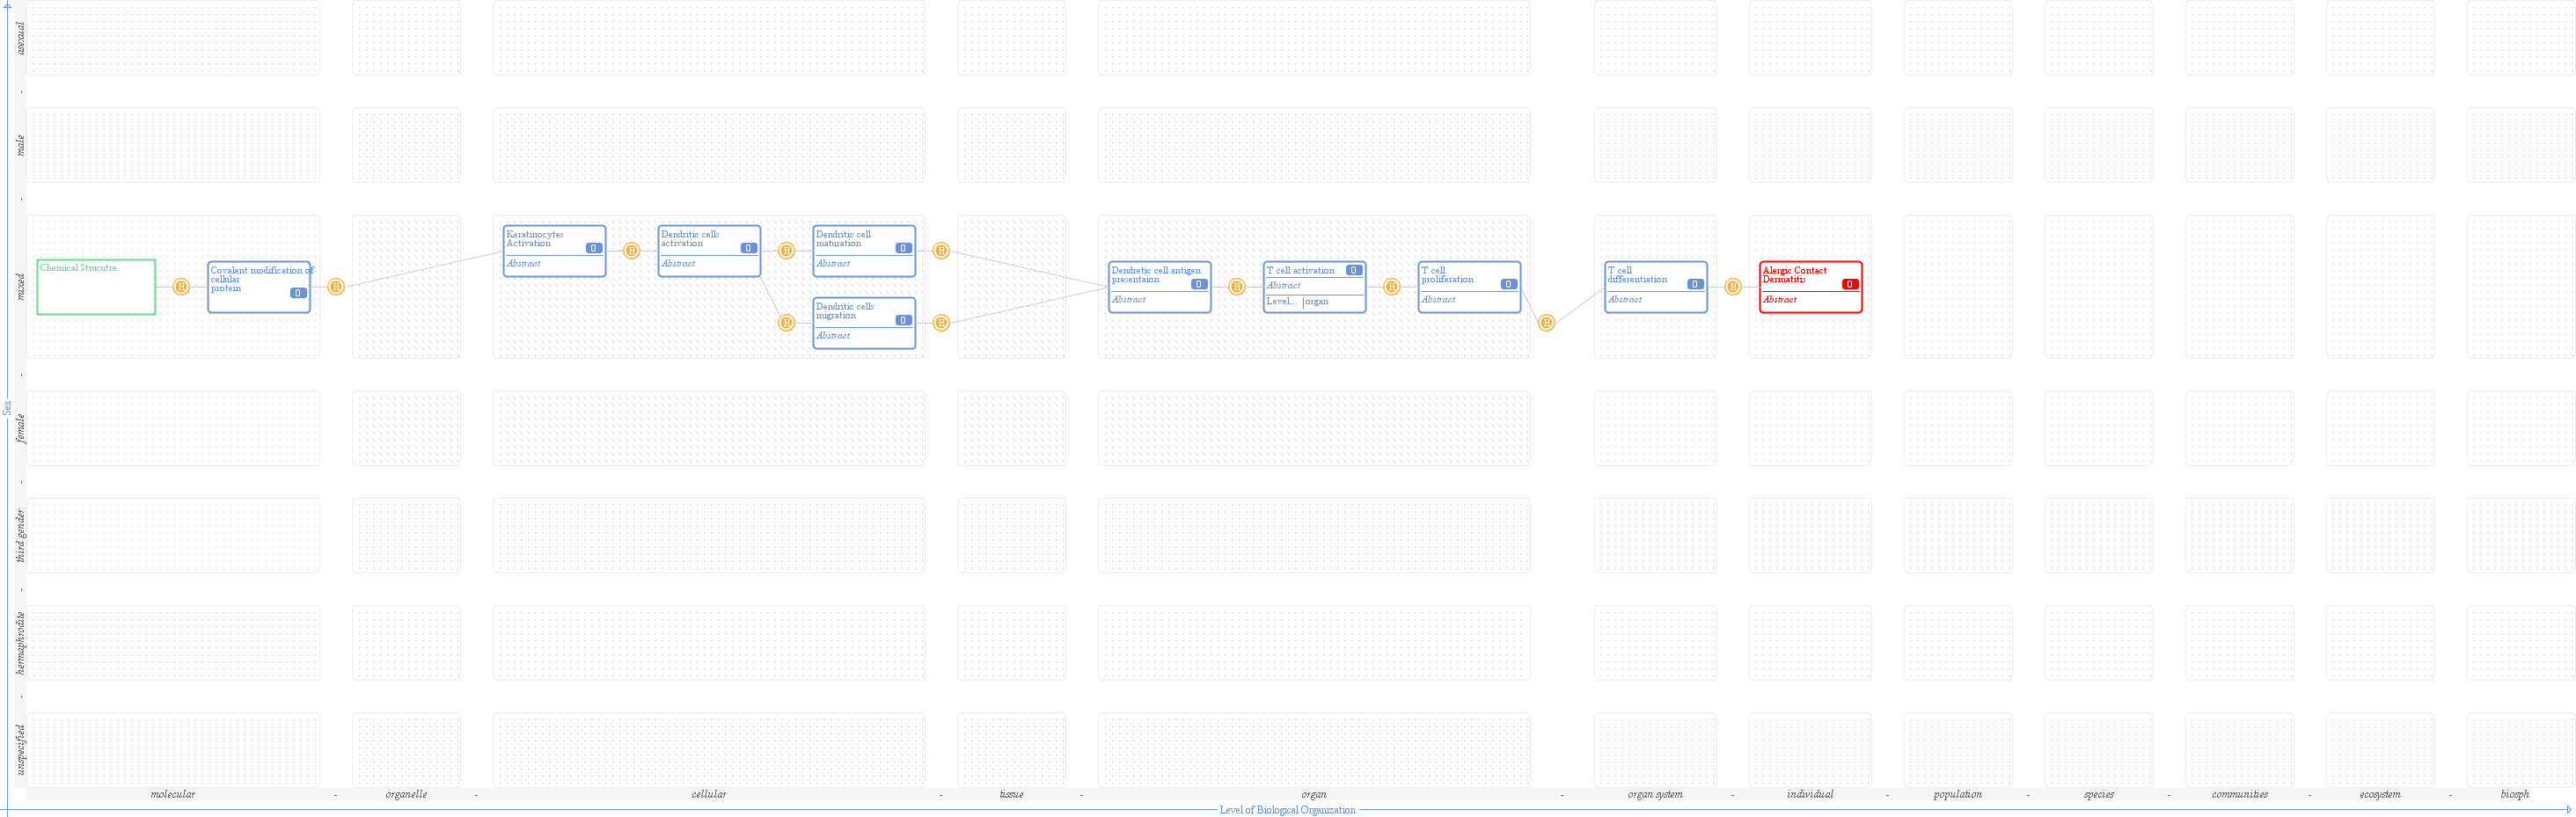 asexual
-
male
-
mixed
-
female
-
third gender
-
hermaphrodite
-
unspecified
Sex
Chemical Strucutre
H
Covalent modification of
cellular
protein
0
H
Keratinocytes
Activation
0
Abstract
H
Dendritic cells
activation
0
Abstract
H
Dendritic cell
maturation
0
Abstract
H
H
Dendritic cells
migration
0
Abstract
H
Dendretic cell antigen
presentaion
0
Abstract
H
T cell activation 0
Abstract
Level... |organ
H
T cell
proliferation
0
Abstract
H
T cell
differentiation
0
Abstract
H
Alergic Contact
Dermatitis
0
Abstract
molecular - organelle - cellular - tissue - organ - organ system - individual - population - species - communities - ecosystem - biosph
Level of Biological Organization